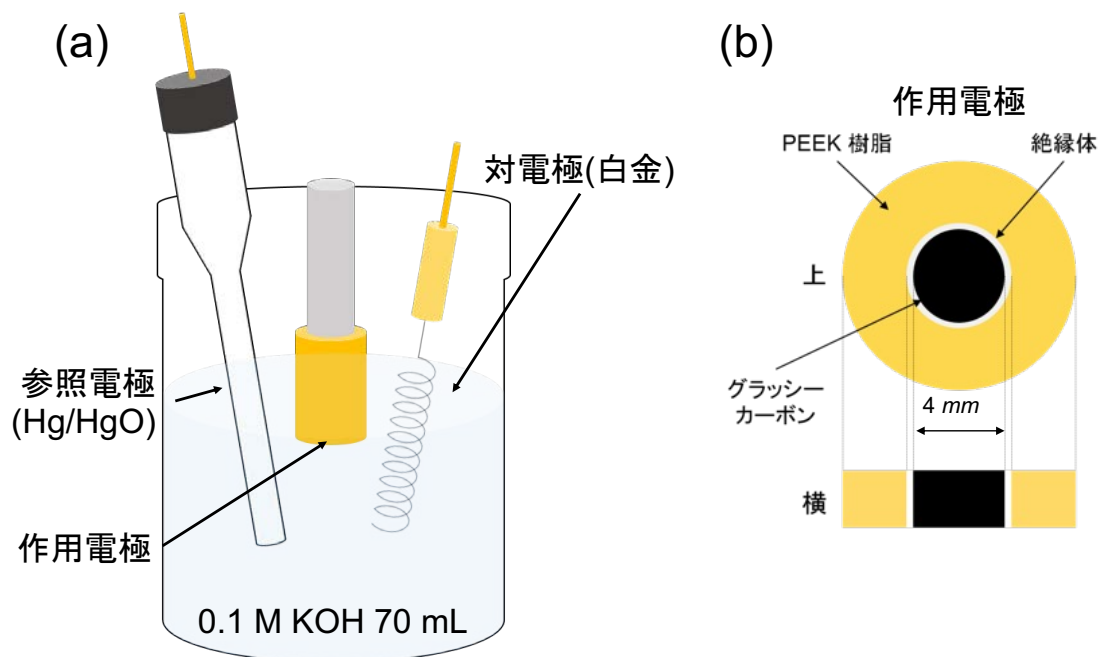 (a)
対電極(白金)
参照電極
(Hg/HgO)
作用電極
0.1 M KOH 70 mL
(b)
作用電極
PEEK 樹脂
絶縁体
上
グラッシー
カーボン
4 mm
横